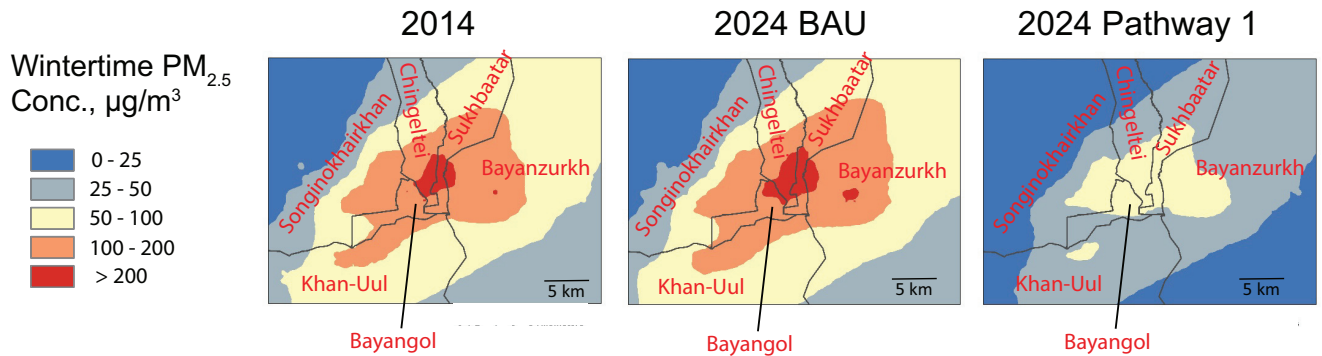 2014
2024 BAU
2024 Pathway 1
Wintertime PM2.5
Conc., µg/m³
0 - 25
25 - 50
50 - 100
100 - 200
> 200
Songinokhairkhan
Chingeltei
Sukhbaatar
Bayanzurkh
Khan-Uul
5 km
Bayangol
Songinokhairkhan
Chingeltei
Sukhbaatar
Bayanzurkh
Khan-Uul
5 km
Bayangol
Songinokhairkhan
Chingeltei
Sukhbaatar
Bayanzurkh
Khan-Uul
5 km
Bayangol